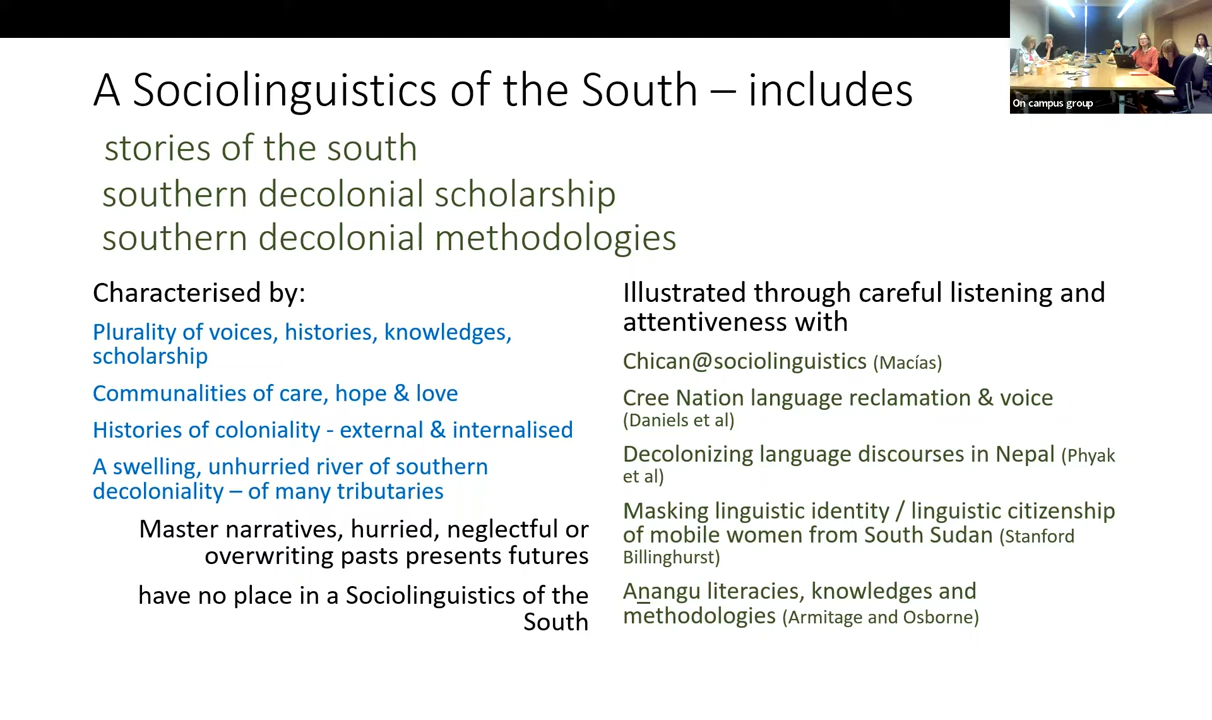 A Sociolinguistics of the South – includes
stories of the south
southern decolonial scholarship
southern decolonial methodologies
Characterised by:
Plurality of voices, histories, knowledges,
scholarship
Communalities of care, hope & love
Histories of coloniality - external & internalised
A swelling, unhurried river of southern
decoloniality – of many tributaries
Master narratives, hurried, neglectful or
overwriting pasts presents futures
have no place in a Sociolinguistics of the
South
Illustrated through careful listening and
attentiveness with
Chican@sociolinguistics (Macías)
Cree Nation language reclamation & voice
(Daniels et al)
Decolonizing language discourses in Nepal (Phyak
et al)
Masking linguistic identity / linguistic citizenship
of mobile women from South Sudan (Stanford
Billinghurst)
Aṉangu literacies, knowledges and
methodologies (Armitage and Osborne)
On campus group